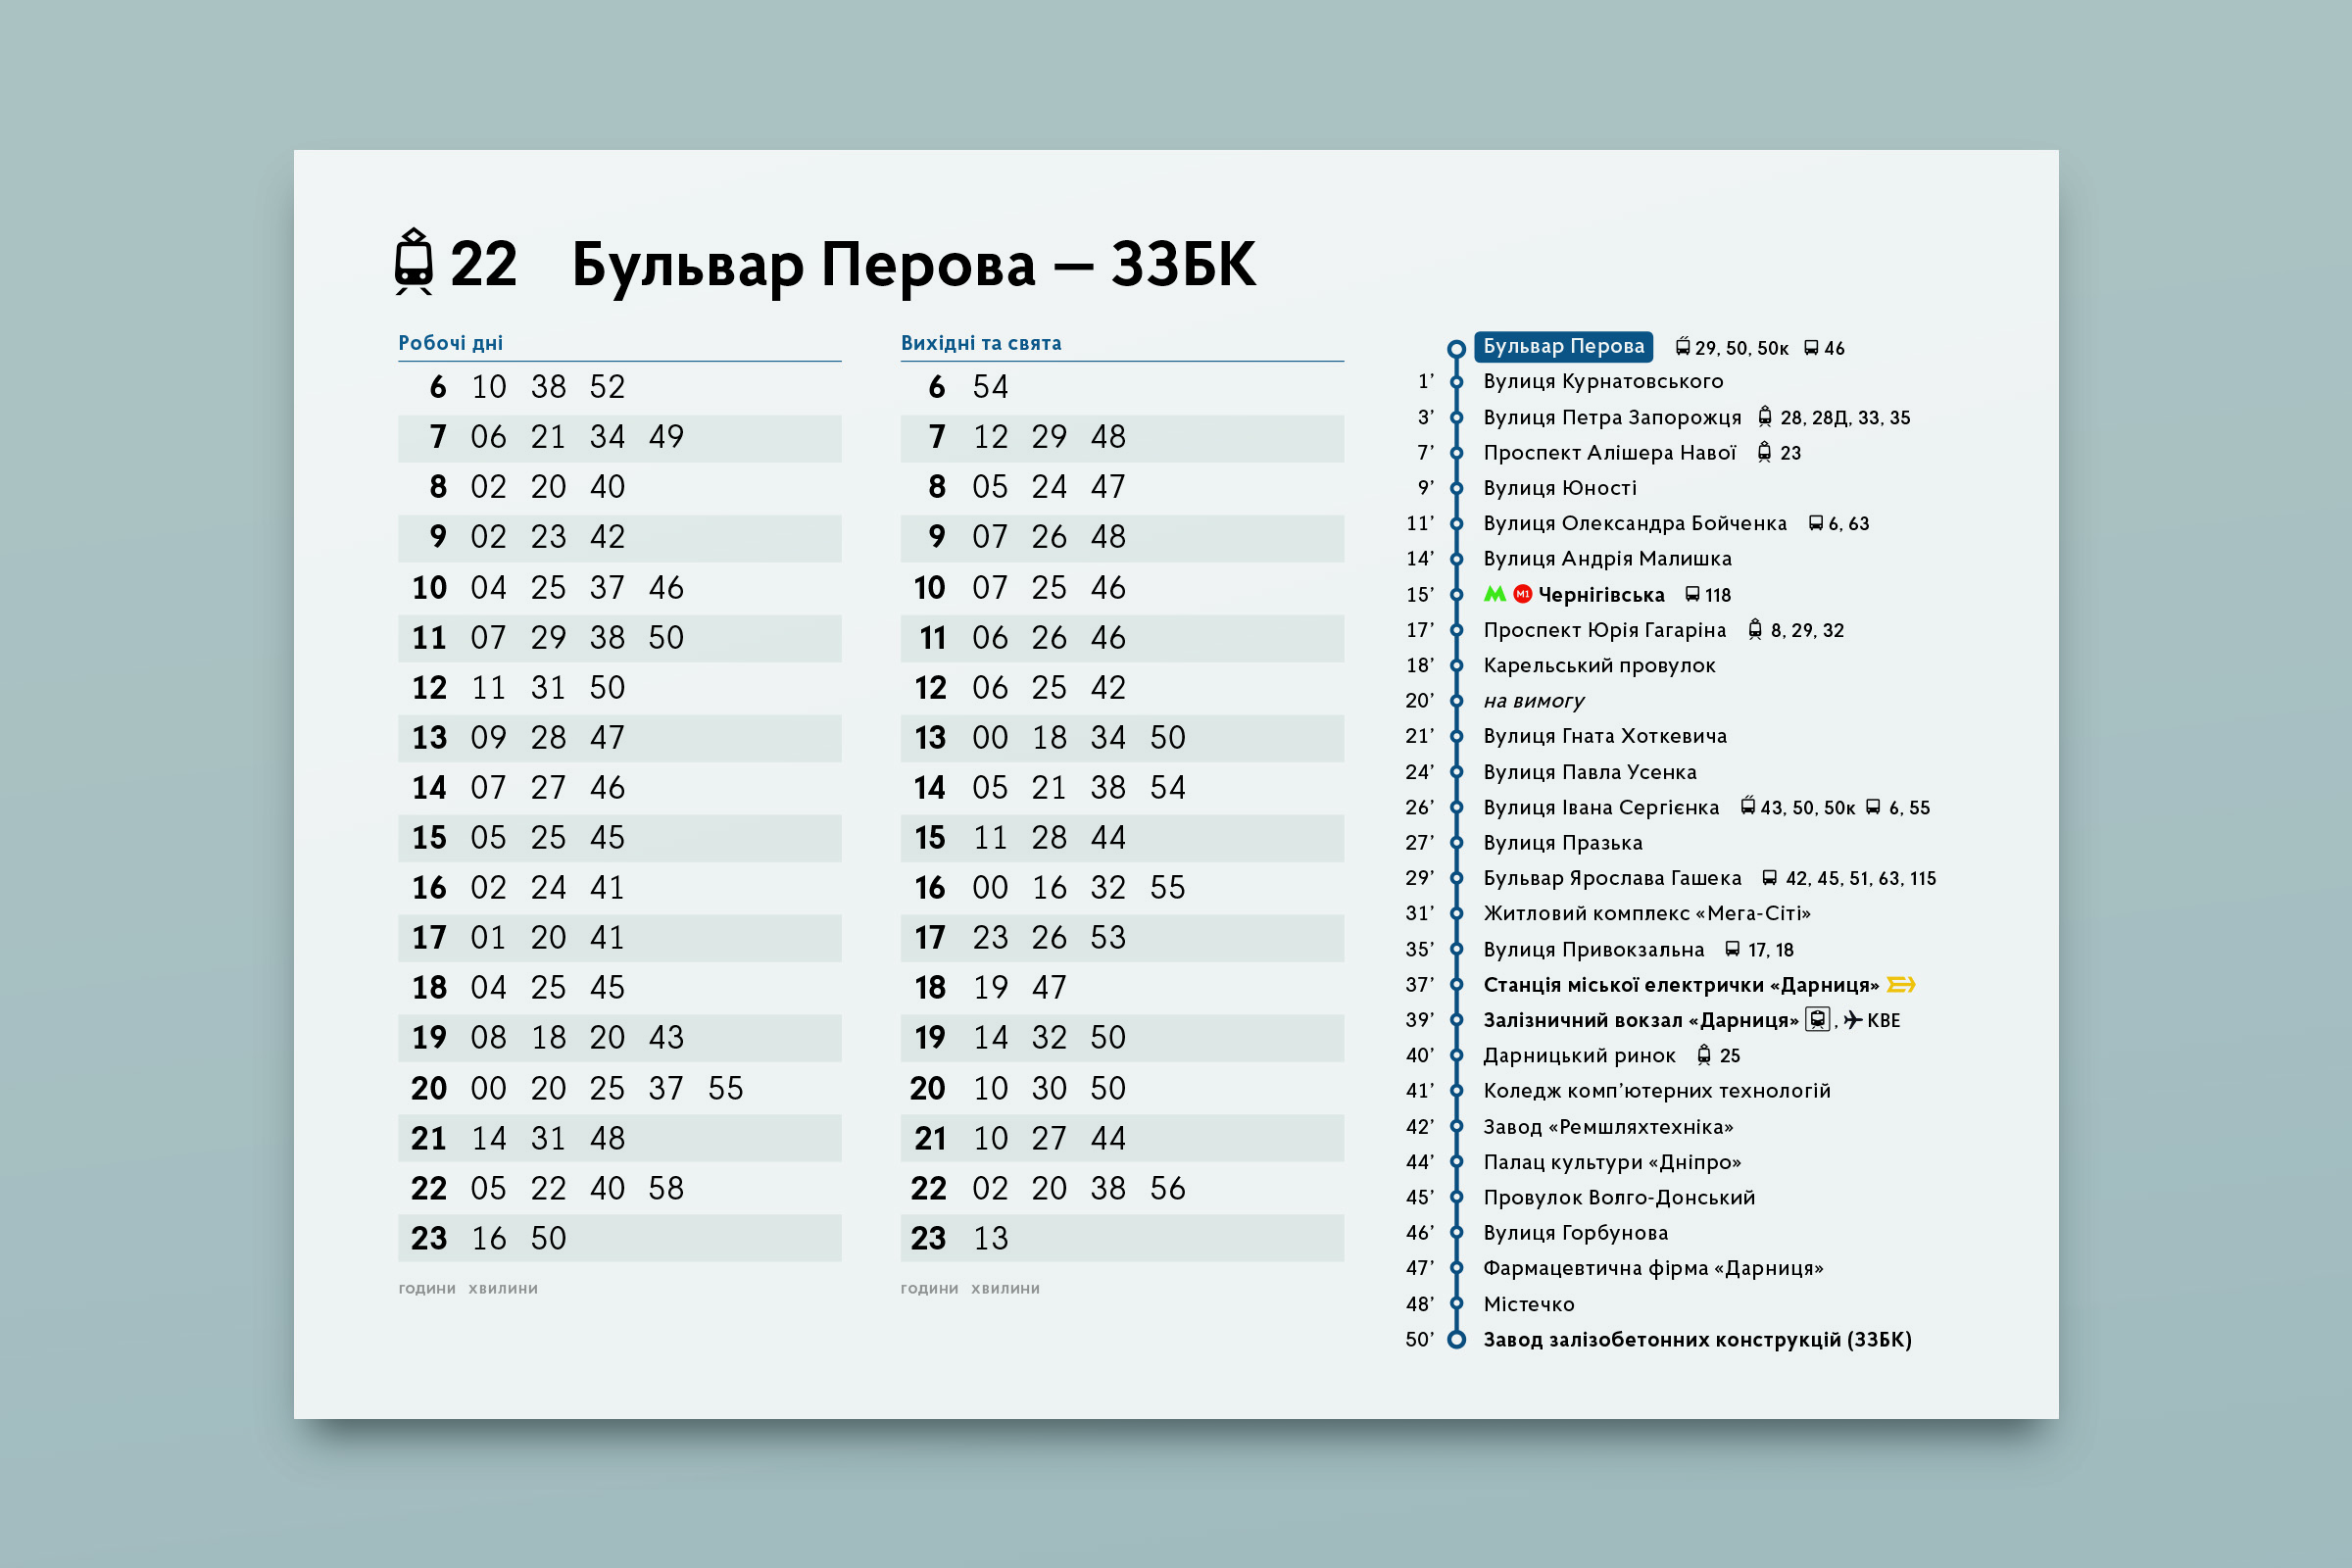 22 Бульвар Перова — ЗЗБК
Робочі дні
6 10 38 52
7 06 21 34 49
8 02 20 40
9 02 23 42
10 04 25 37 46
11 07 29 38 50
12 11 31 50
13 09 28 47
14 07 27 46
15 05 25 45
16 02 24 41
17 01 20 41
18 04 25 45
19 08 18 20 43
20 00 20 25 37 55
21 14 31 48
22 05 22 40 58
23 16 50
години хвилини
Вихідні та свята
6 54
7 12 29 48
8 05 24 47
9 07 26 48
10 07 25 46
11 06 26 46
12 06 25 42
13 00 18 34 50
14 05 21 38 54
15 11 28 44
16 00 16 32 55
17 23 26 53
18 19 47
19 14 32 50
20 10 30 50
21 10 27 44
22 02 20 38 56
23 13
години хвилини
Бульвар Перова 29, 50, 50к 46
1’ Вулиця Курнатовського
3’ Вулиця Петра Запорожця 28, 28Д, 33, 35
7’ Проспект Алішера Навої 23
9’ Вулиця Юності
11’ Вулиця Олександра Бойченка 6, 63
14’ Вулиця Андрія Малишка
15’ М1 Чернігівська 118
17’ Проспект Юрія Гагаріна 8, 29, 32
18’ Карельський провулок
20’ на вимогу
21’ Вулиця Гната Хоткевича
24’ Вулиця Павла Усенка
26’ Вулиця Івана Сергієнка 43, 50, 50к 6, 55
27’ Вулиця Празька
29’ Бульвар Ярослава Гашека 42, 45, 51, 63, 115
31’ Житловий комплекс «Мега-Сіті»
35’ Вулиця Привокзальна 17, 18
37’ Станція міської електрички «Дарниця»
39’ Залізничний вокзал «Дарниця» , КВЕ
40’ Дарницький ринок 25
41’ Коледж комп’ютерних технологій
42’ Завод «Ремшляхтехніка»
44’ Палац культури «Дніпро»
45’ Провулок Волго-Донський
46’ Вулиця Горбунова
47’ Фармацевтична фірма «Дарниця»
48’ Містечко
50’ Завод залізобетонних конструкцій (ЗЗБК)